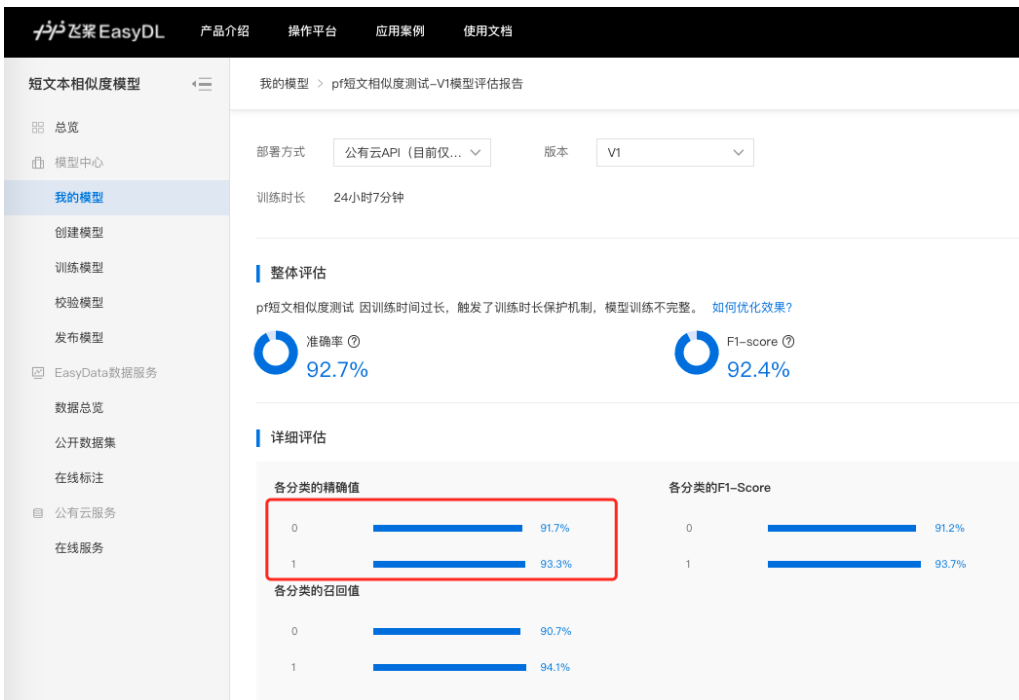 飞桨EasyDL 产品介绍 操作平台 应用案例 使用文档
短文本相似度模型
总览
模型中心
我的模型
创建模型
训练模型
校验模型
发布模型
EasyData数据服务
数据总览
公开数据集
在线标注
公有云服务
在线服务
我的模型 > pf短文相似度测试-V1模型评估报告
部署方式 公有云API（目前仅... 版本 V1
训练时长 24小时7分钟
整体评估
pf短文相似度测试 因训练时间过长，触发了训练时长保护机制，模型训练不完整。 如何优化效果?
准确率 ?
92.7%
F1-score ?
92.4%
详细评估
各分类的精确值
0 91.7%
1 93.3%
各分类的F1-Score
0 91.2%
1 93.7%
各分类的召回值
0 90.7%
1 94.1%